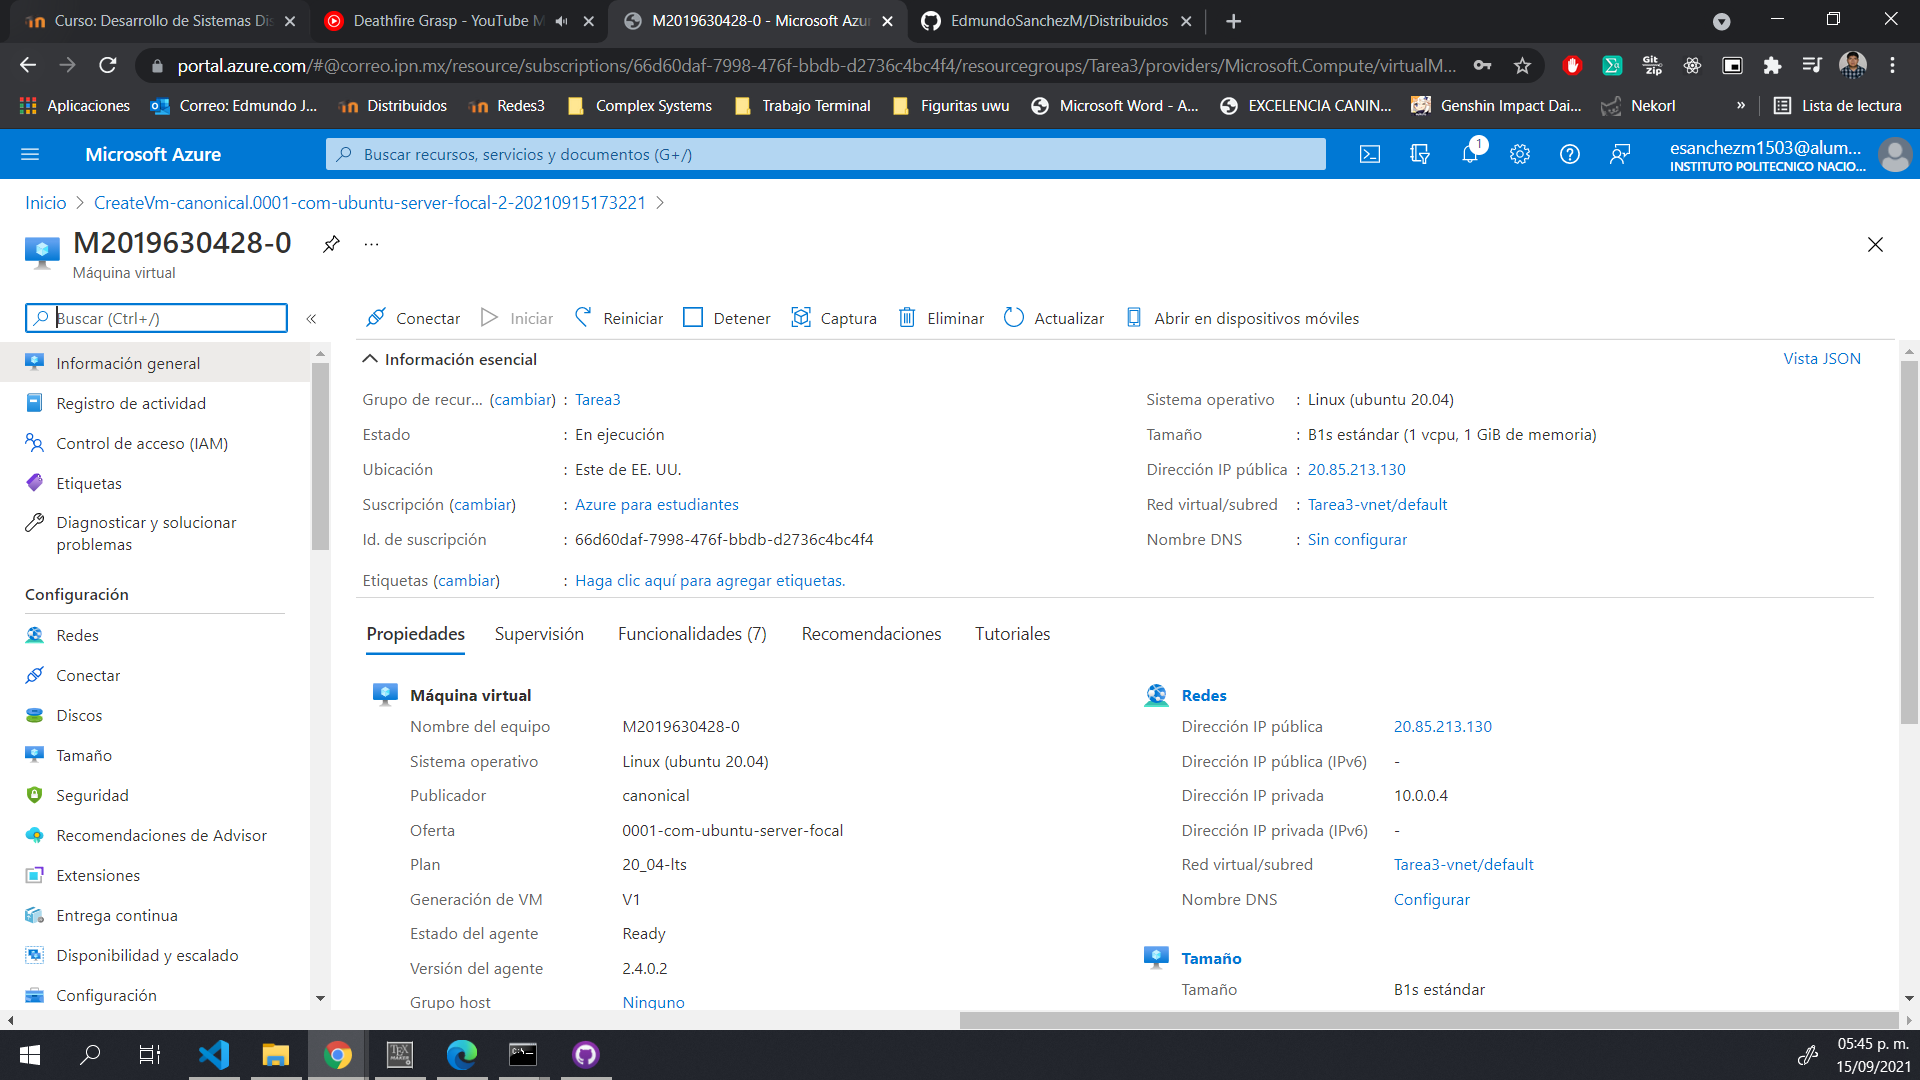 Curso: Desarrollo de Sistemas Dis
Deathfire Grasp - YouTube M
M2019630428-0 - Microsoft Azur
EdmundoSanchezM/Distribuidos
portal.azure.com/#@correo.ipn.mx/resource/subscriptions/66d60daf-7998-476f-bbdb-d2736c4bc4f4/resourcegroups/Tarea3/providers/Microsoft.Compute/virtualM...
Git
Zip
Aplicaciones
Correo: Edmundo J...
Distribuidos
Redes3
Complex Systems
Trabajo Terminal
Figuritas uwu
Microsoft Word - A...
EXCELENCIA CANIN...
Genshin Impact Dai...
Nekorl
»
Lista de lectura
Microsoft Azure
Buscar recursos, servicios y documentos (G+/)
1
esanchezm1503@alum...
INSTITUTO POLITECNICO NACIO...
Inicio > CreateVm-canonical.0001-com-ubuntu-server-focal-2-20210915173221 >
M2019630428-0
...
Máquina virtual
Buscar (Ctrl+/)
«
Conectar
Iniciar
Reiniciar
Detener
Captura
Eliminar
Actualizar
Abrir en dispositivos móviles
Información general
Registro de actividad
Control de acceso (IAM)
Etiquetas
Diagnosticar y solucionar
problemas
Configuración
Redes
Conectar
Discos
Tamaño
Seguridad
Recomendaciones de Advisor
Extensiones
Entrega continua
Disponibilidad y escalado
Configuración
Información esencial
Vista JSON
Grupo de recur... (cambiar) : Tarea3
Estado : En ejecución
Ubicación : Este de EE. UU.
Suscripción (cambiar) : Azure para estudiantes
Id. de suscripción : 66d60daf-7998-476f-bbdb-d2736c4bc4f4
Etiquetas (cambiar) : Haga clic aquí para agregar etiquetas.
Sistema operativo : Linux (ubuntu 20.04)
Tamaño : B1s estándar (1 vcpu, 1 GiB de memoria)
Dirección IP pública : 20.85.213.130
Red virtual/subred : Tarea3-vnet/default
Nombre DNS : Sin configurar
Propiedades
Supervisión
Funcionalidades (7)
Recomendaciones
Tutoriales
Máquina virtual
Nombre del equipo M2019630428-0
Sistema operativo Linux (ubuntu 20.04)
Publicador canonical
Oferta 0001-com-ubuntu-server-focal
Plan 20_04-lts
Generación de VM V1
Estado del agente Ready
Versión del agente 2.4.0.2
Grupo host Ninguno
Redes
Dirección IP pública 20.85.213.130
Dirección IP pública (IPv6) -
Dirección IP privada 10.0.0.4
Dirección IP privada (IPv6) -
Red virtual/subred Tarea3-vnet/default
Nombre DNS Configurar
Tamaño
Tamaño B1s estándar
05:45 p. m.
15/09/2021